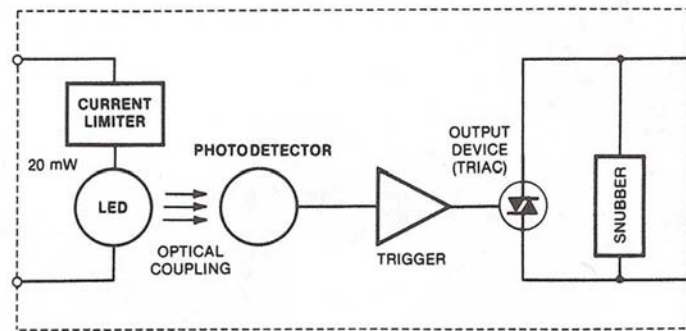 CURRENT
LIMITER
20 mW
LED
PHOTODETECTOR
OPTICAL
COUPLING
TRIGGER
OUTPUT
DEVICE
(TRIAC)
SNUBBER